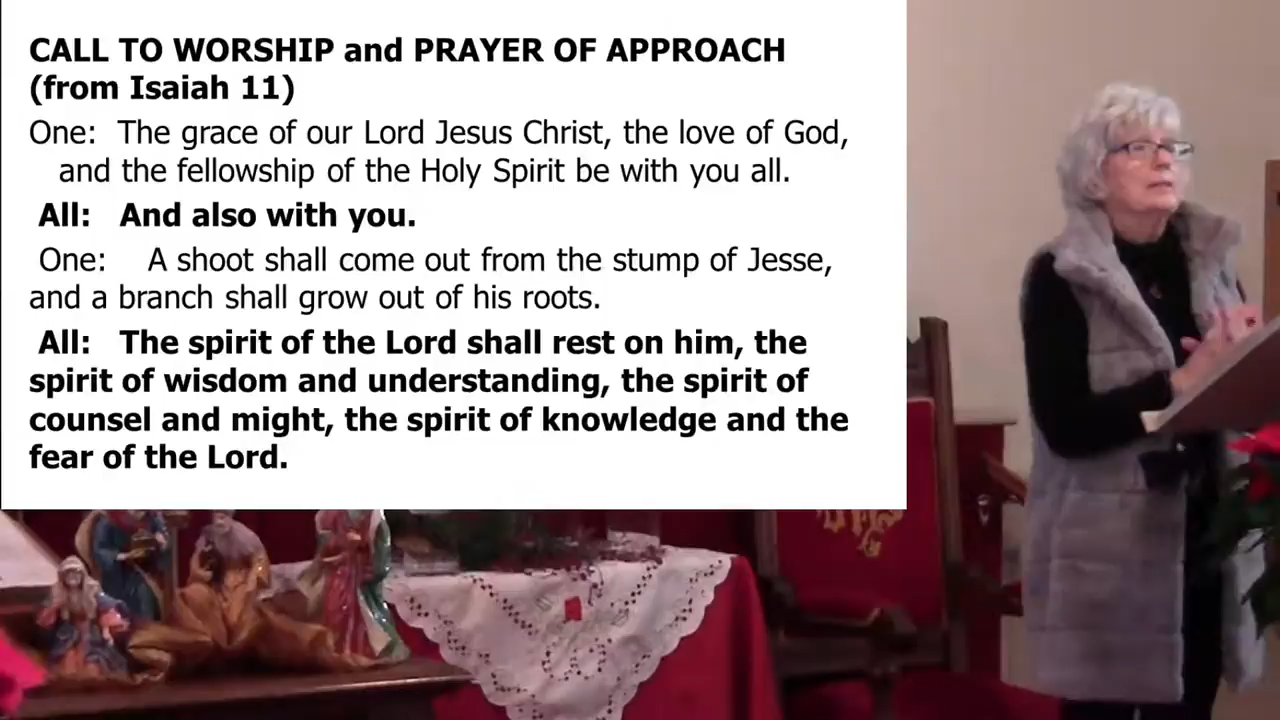 CALL TO WORSHIP and PRAYER OF APPROACH
(from Isaiah 11)
One: The grace of our Lord Jesus Christ, the love of God,
and the fellowship of the Holy Spirit be with you all.
All: And also with you.
One: A shoot shall come out from the stump of Jesse,
and a branch shall grow out of his roots.
All: The spirit of the Lord shall rest on him, the
spirit of wisdom and understanding, the spirit of
counsel and might, the spirit of knowledge and the
fear of the Lord.